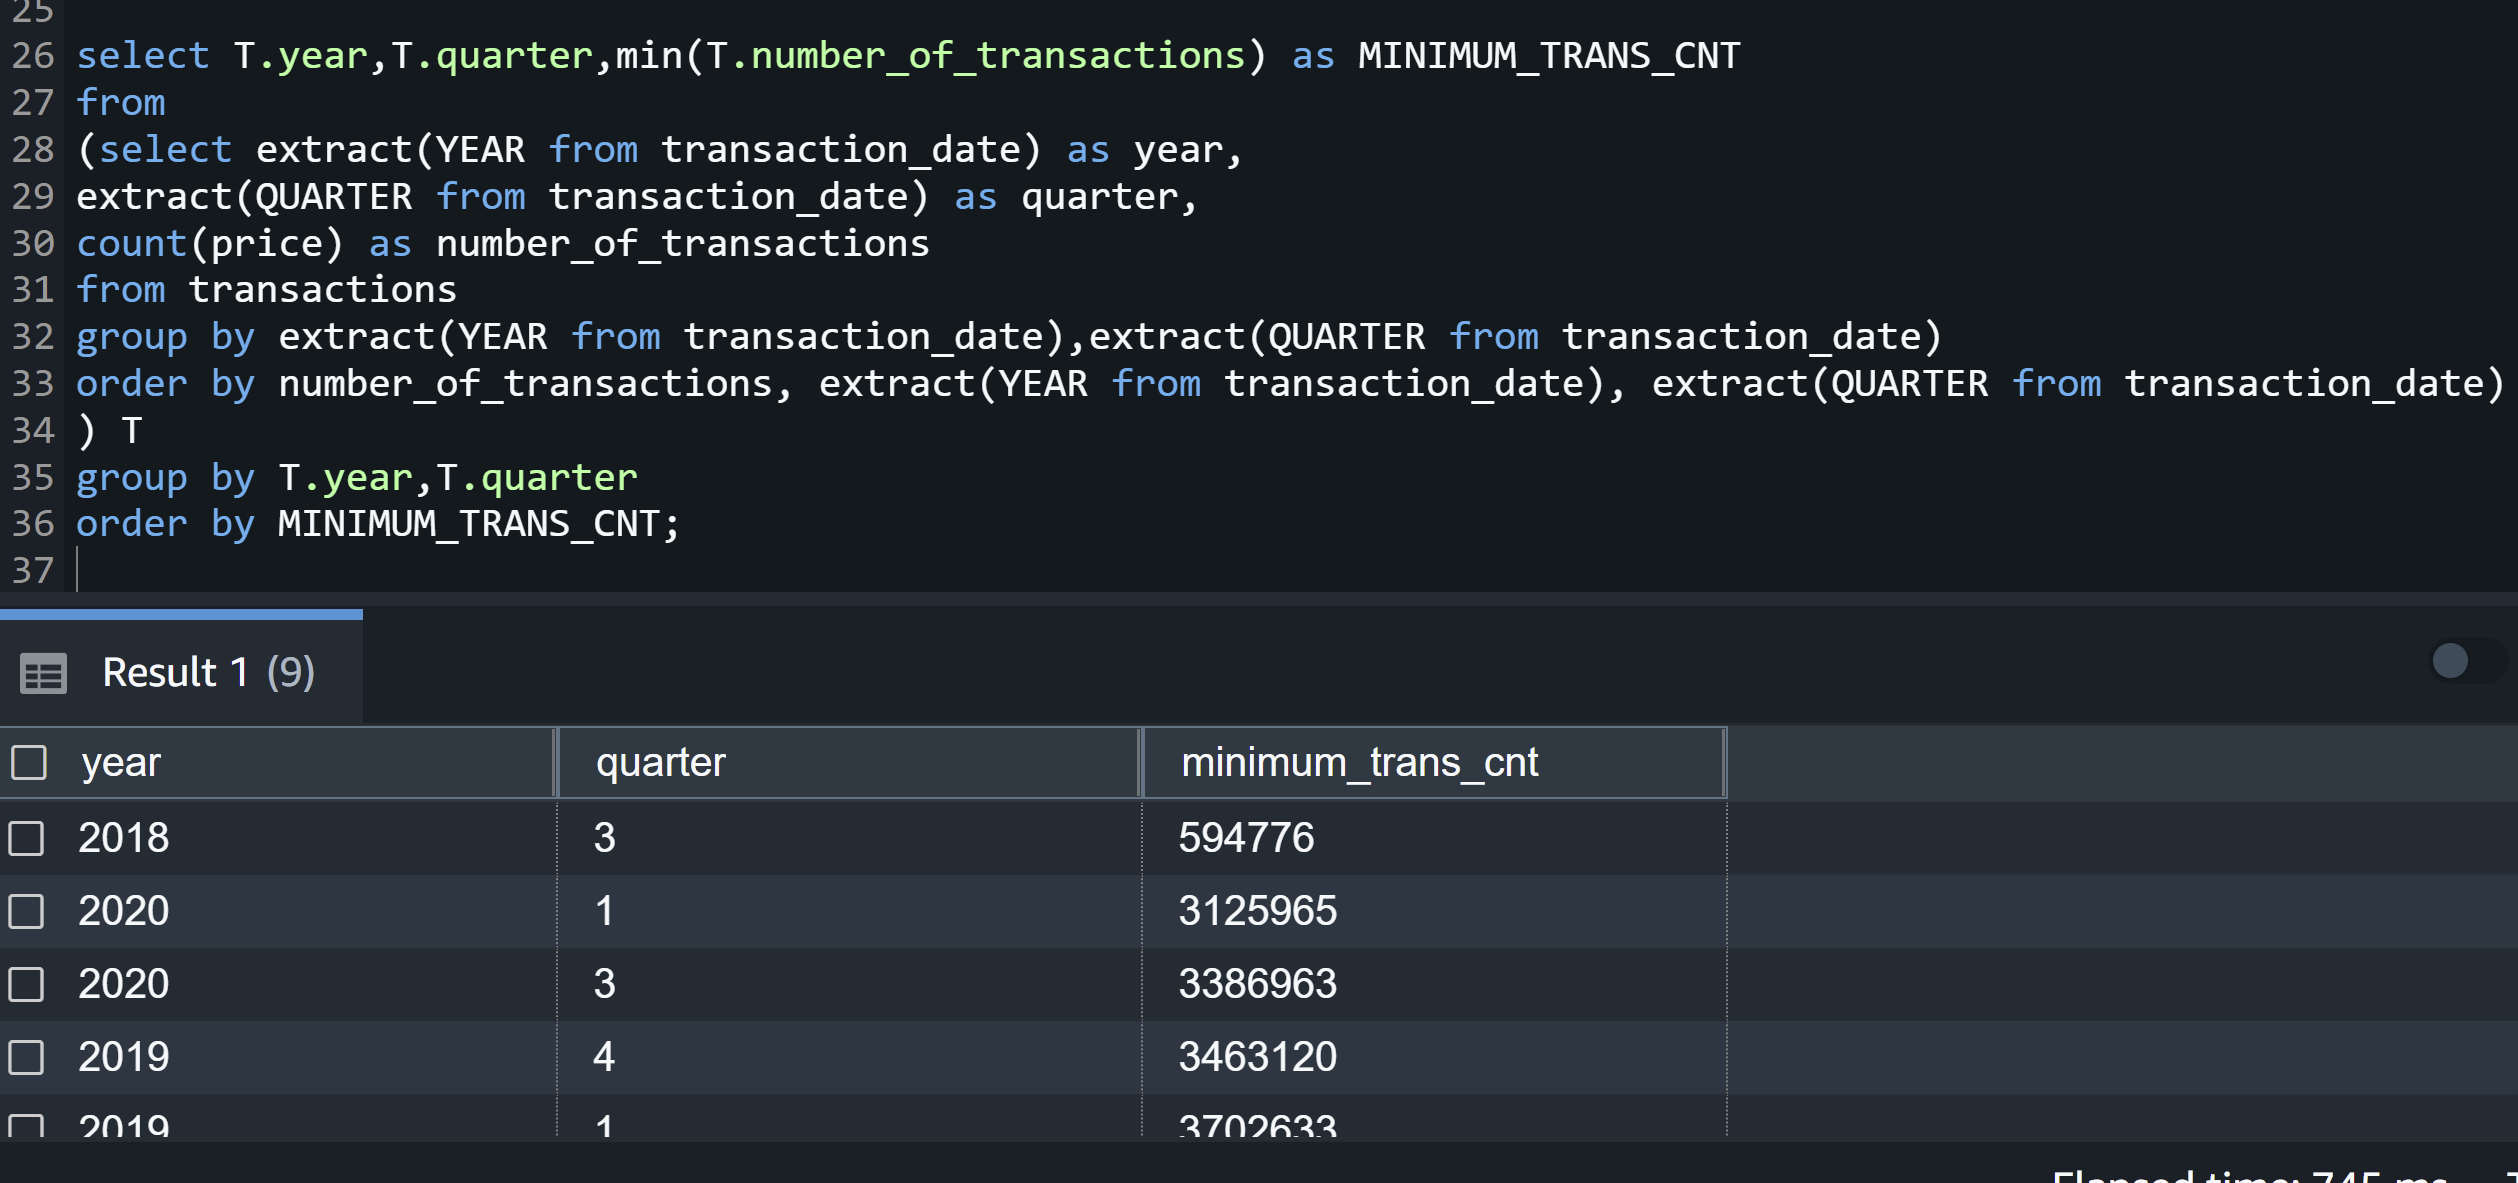 25
26 select T.year,T.quarter,min(T.number_of_transactions) as MINIMUM_TRANS_CNT
27 from
28 (select extract(YEAR from transaction_date) as year,
29 extract(QUARTER from transaction_date) as quarter,
30 count(price) as number_of_transactions
31 from transactions
32 group by extract(YEAR from transaction_date),extract(QUARTER from transaction_date)
33 order by number_of_transactions, extract(YEAR from transaction_date), extract(QUARTER from transaction_date)
34 ) T
35 group by T.year,T.quarter
36 order by MINIMUM_TRANS_CNT;
37
Result 1 (9)
year quarter minimum_trans_cnt
2018 3 594776
2020 1 3125965
2020 3 3386963
2019 4 3463120
2019 1 3702633
Elapsed time: 745 ms